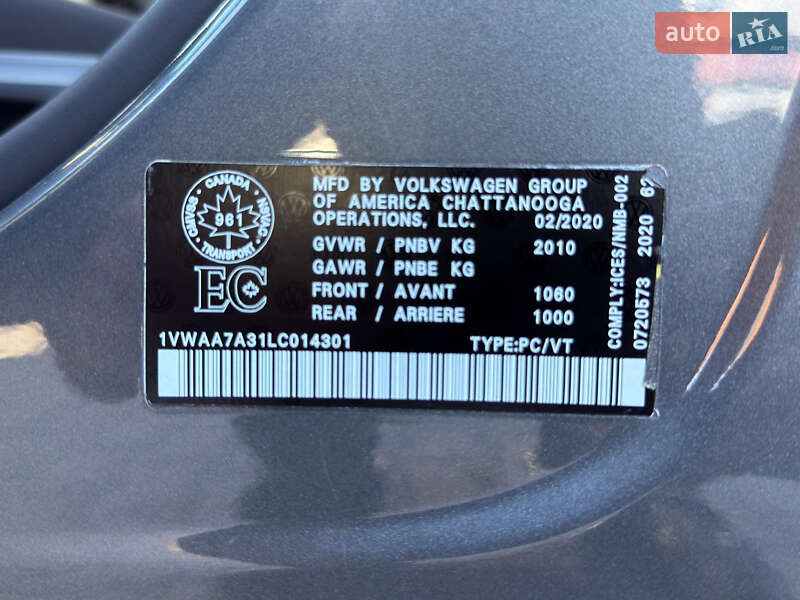 auto RIA
CANADA
CMVSS
NSVAC
961
TRANSPORT
EC
MFD BY VOLKSWAGEN GROUP
OF AMERICA CHATTANOOGA
OPERATIONS, LLC. 02/2020
GVWR / PNBV KG 2010
GAWR / PNBE KG
FRONT / AVANT 1060
REAR / ARRIERE 1000
1VWAA7A31LC014301 TYPE:PC/VT
COMPLY:ICES/NMB-002
0720573 2020 62